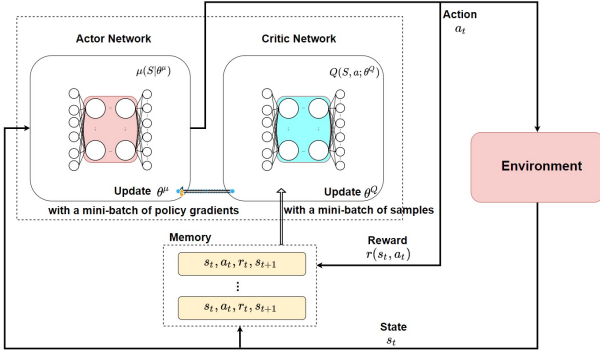 Action
a_t
Actor Network
Critic Network
μ(S|θ^μ)
Q(S, a; θ^Q)
Environment
Update θ^μ
Update θ^Q
with a mini-batch of policy gradients
with a mini-batch of samples
Memory
Reward
r(s_t, a_t)
s_t, a_t, r_t, s_{t+1}
⋮
s_t, a_t, r_t, s_{t+1}
State
s_t